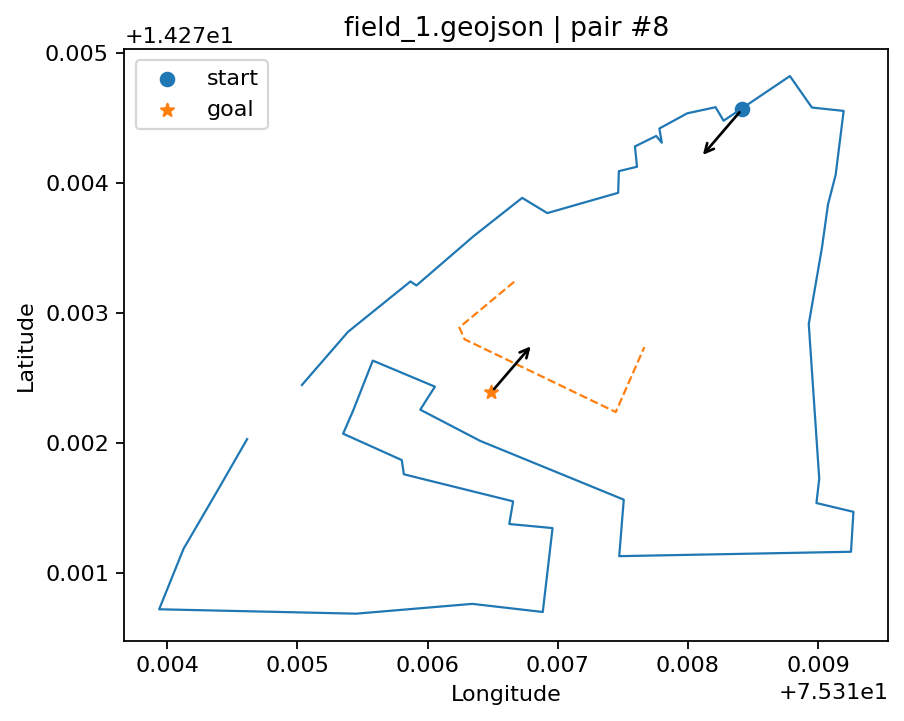 field_1.geojson | pair #8
+1.427e1
start
goal
0.005
0.004
0.003
0.002
0.001
Latitude
0.004 0.005 0.006 0.007 0.008 0.009
+7.531e1
Longitude